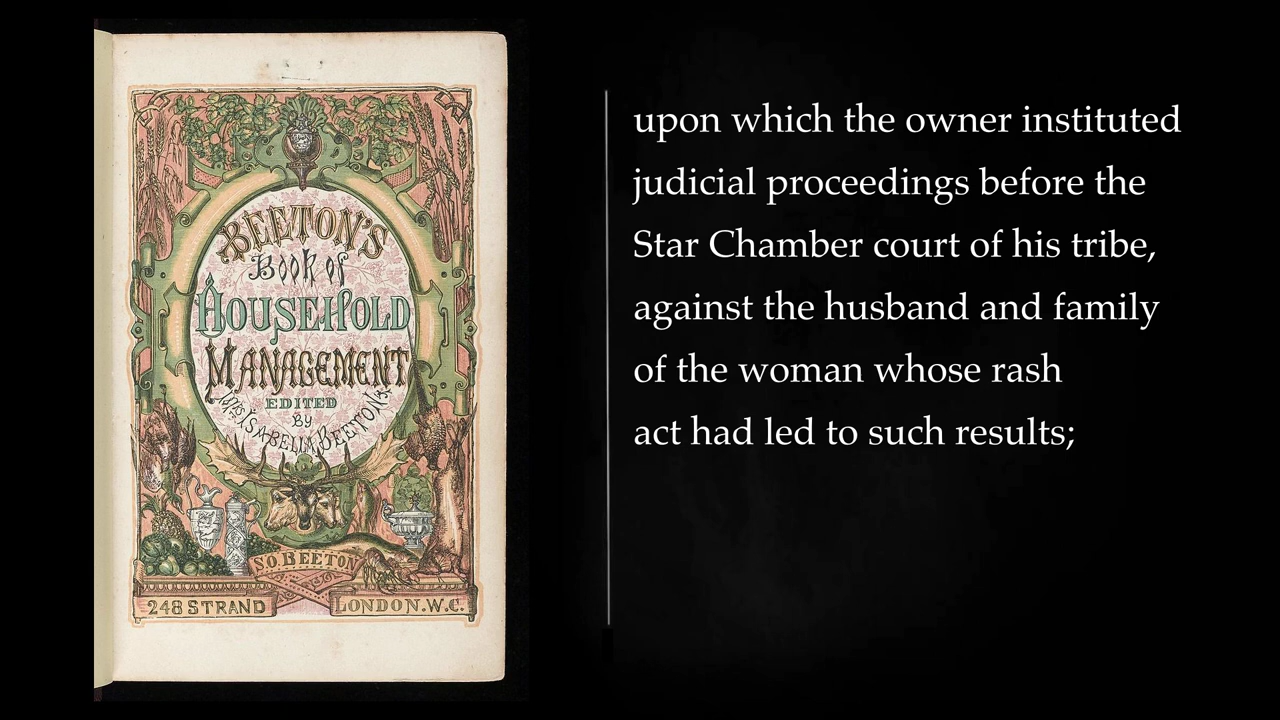 BEETON'S
Book of
HOUSEHOLD
MANAGEMENT
EDITED
BY
MRS ISABELLA BEETON
S.O. BEETON
248 STRAND
LONDON. W.C.
upon which the owner instituted
judicial proceedings before the
Star Chamber court of his tribe,
against the husband and family
of the woman whose rash
act had led to such results;